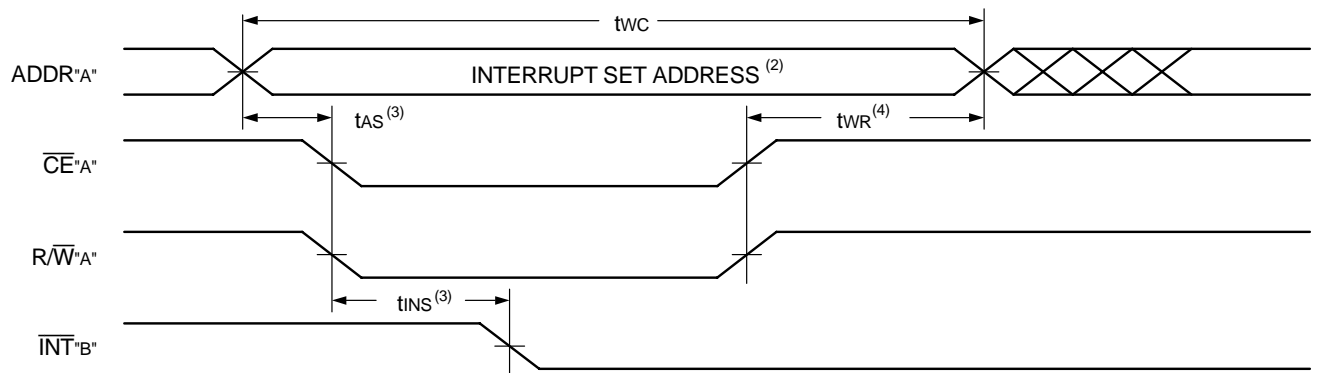 tWC
ADDR"A"
INTERRUPT SET ADDRESS (2)
tAS(3)
tWR(4)
CE"A"
R/W"A"
tINS(3)
INT"B"